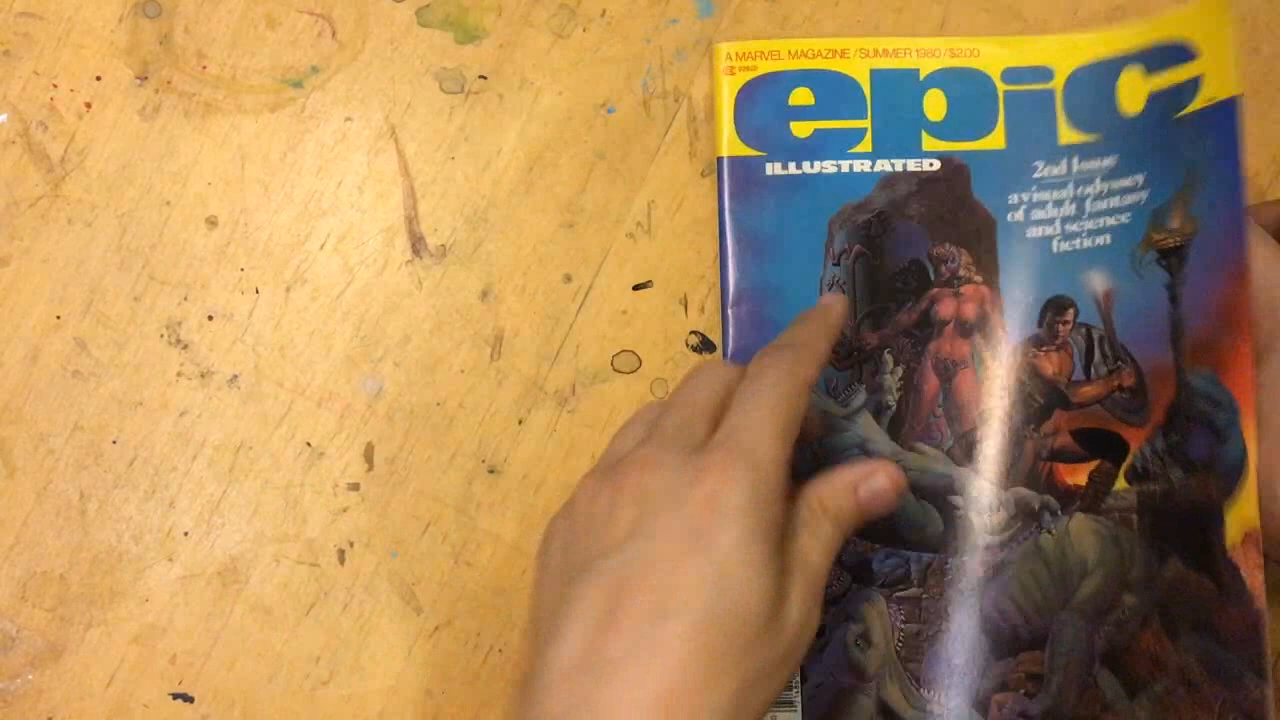 A MARVEL MAGAZINE/SUMMER 1980/$2.00
epic
ILLUSTRATED
2nd Issue
a visual odyssey
of adult fantasy
and science
fiction